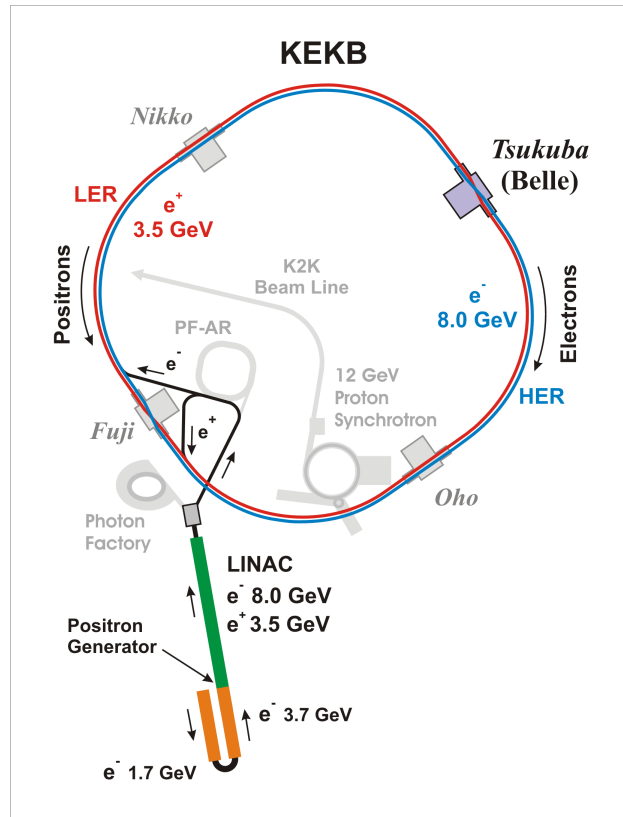 KEKB
Nikko
Tsukuba
(Belle)
LER
e+
3.5 GeV
K2K
Beam Line
e-
8.0 GeV
Positrons
Electrons
PF-AR
e-
12 GeV
Proton
Synchrotron
HER
Fuji
e+
Oho
Photon
Factory
LINAC
e- 8.0 GeV
e+ 3.5 GeV
Positron
Generator
e- 3.7 GeV
e- 1.7 GeV